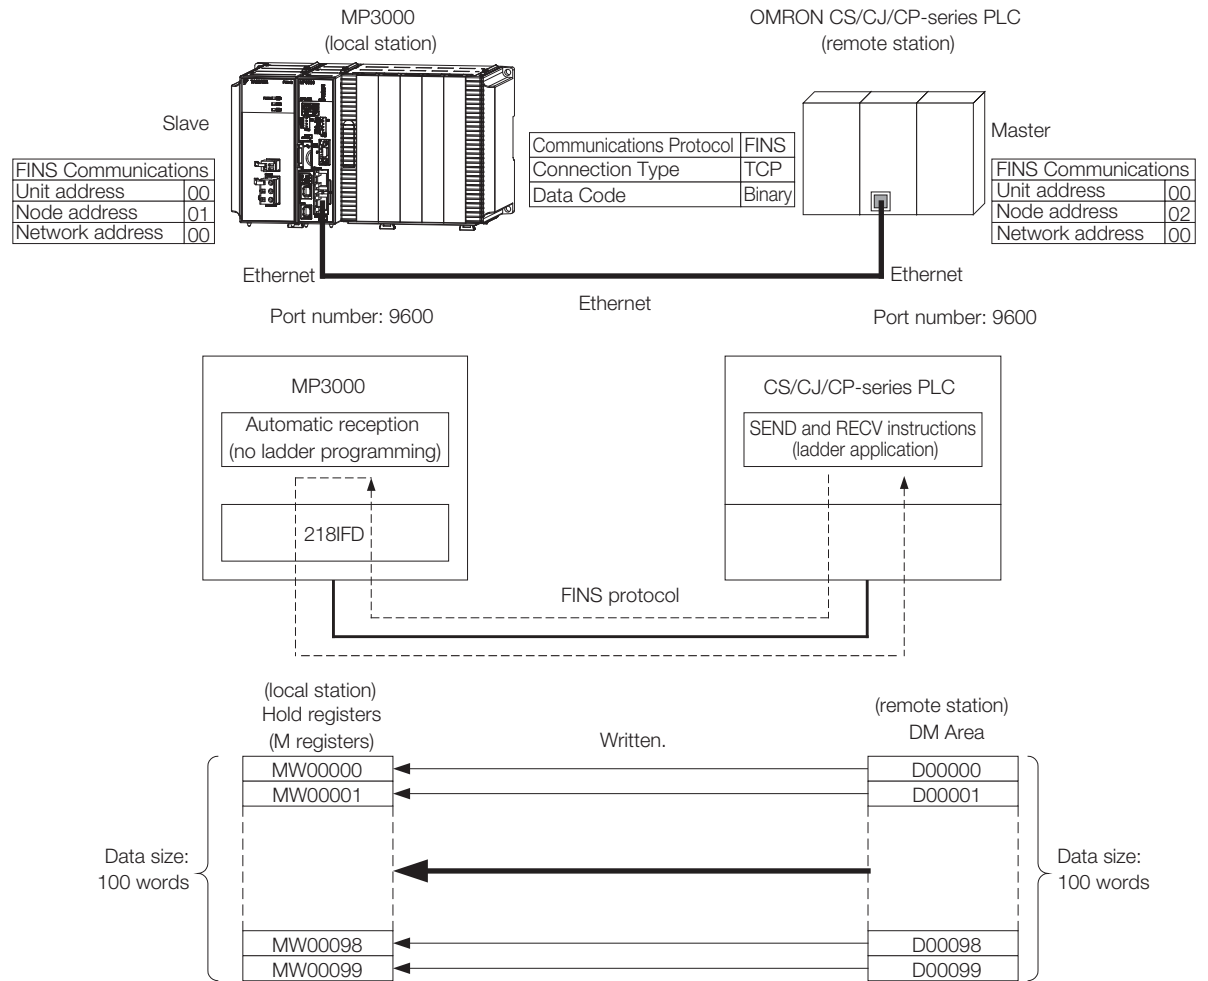 MP3000
(local station)
OMRON CS/CJ/CP-series PLC
(remote station)
Slave
FINS Communications
Unit address 00
Node address 01
Network address 00
Communications Protocol FINS
Connection Type TCP
Data Code Binary
Master
FINS Communications
Unit address 00
Node address 02
Network address 00
Ethernet
Ethernet
Ethernet
Port number: 9600
Port number: 9600
MP3000
Automatic reception
(no ladder programming)
218IFD
CS/CJ/CP-series PLC
SEND and RECV instructions
(ladder application)
FINS protocol
(local station)
Hold registers
(M registers)
Written.
(remote station)
DM Area
MW00000
D00000
MW00001
D00001
Data size:
100 words
Data size:
100 words
MW00098
D00098
MW00099
D00099